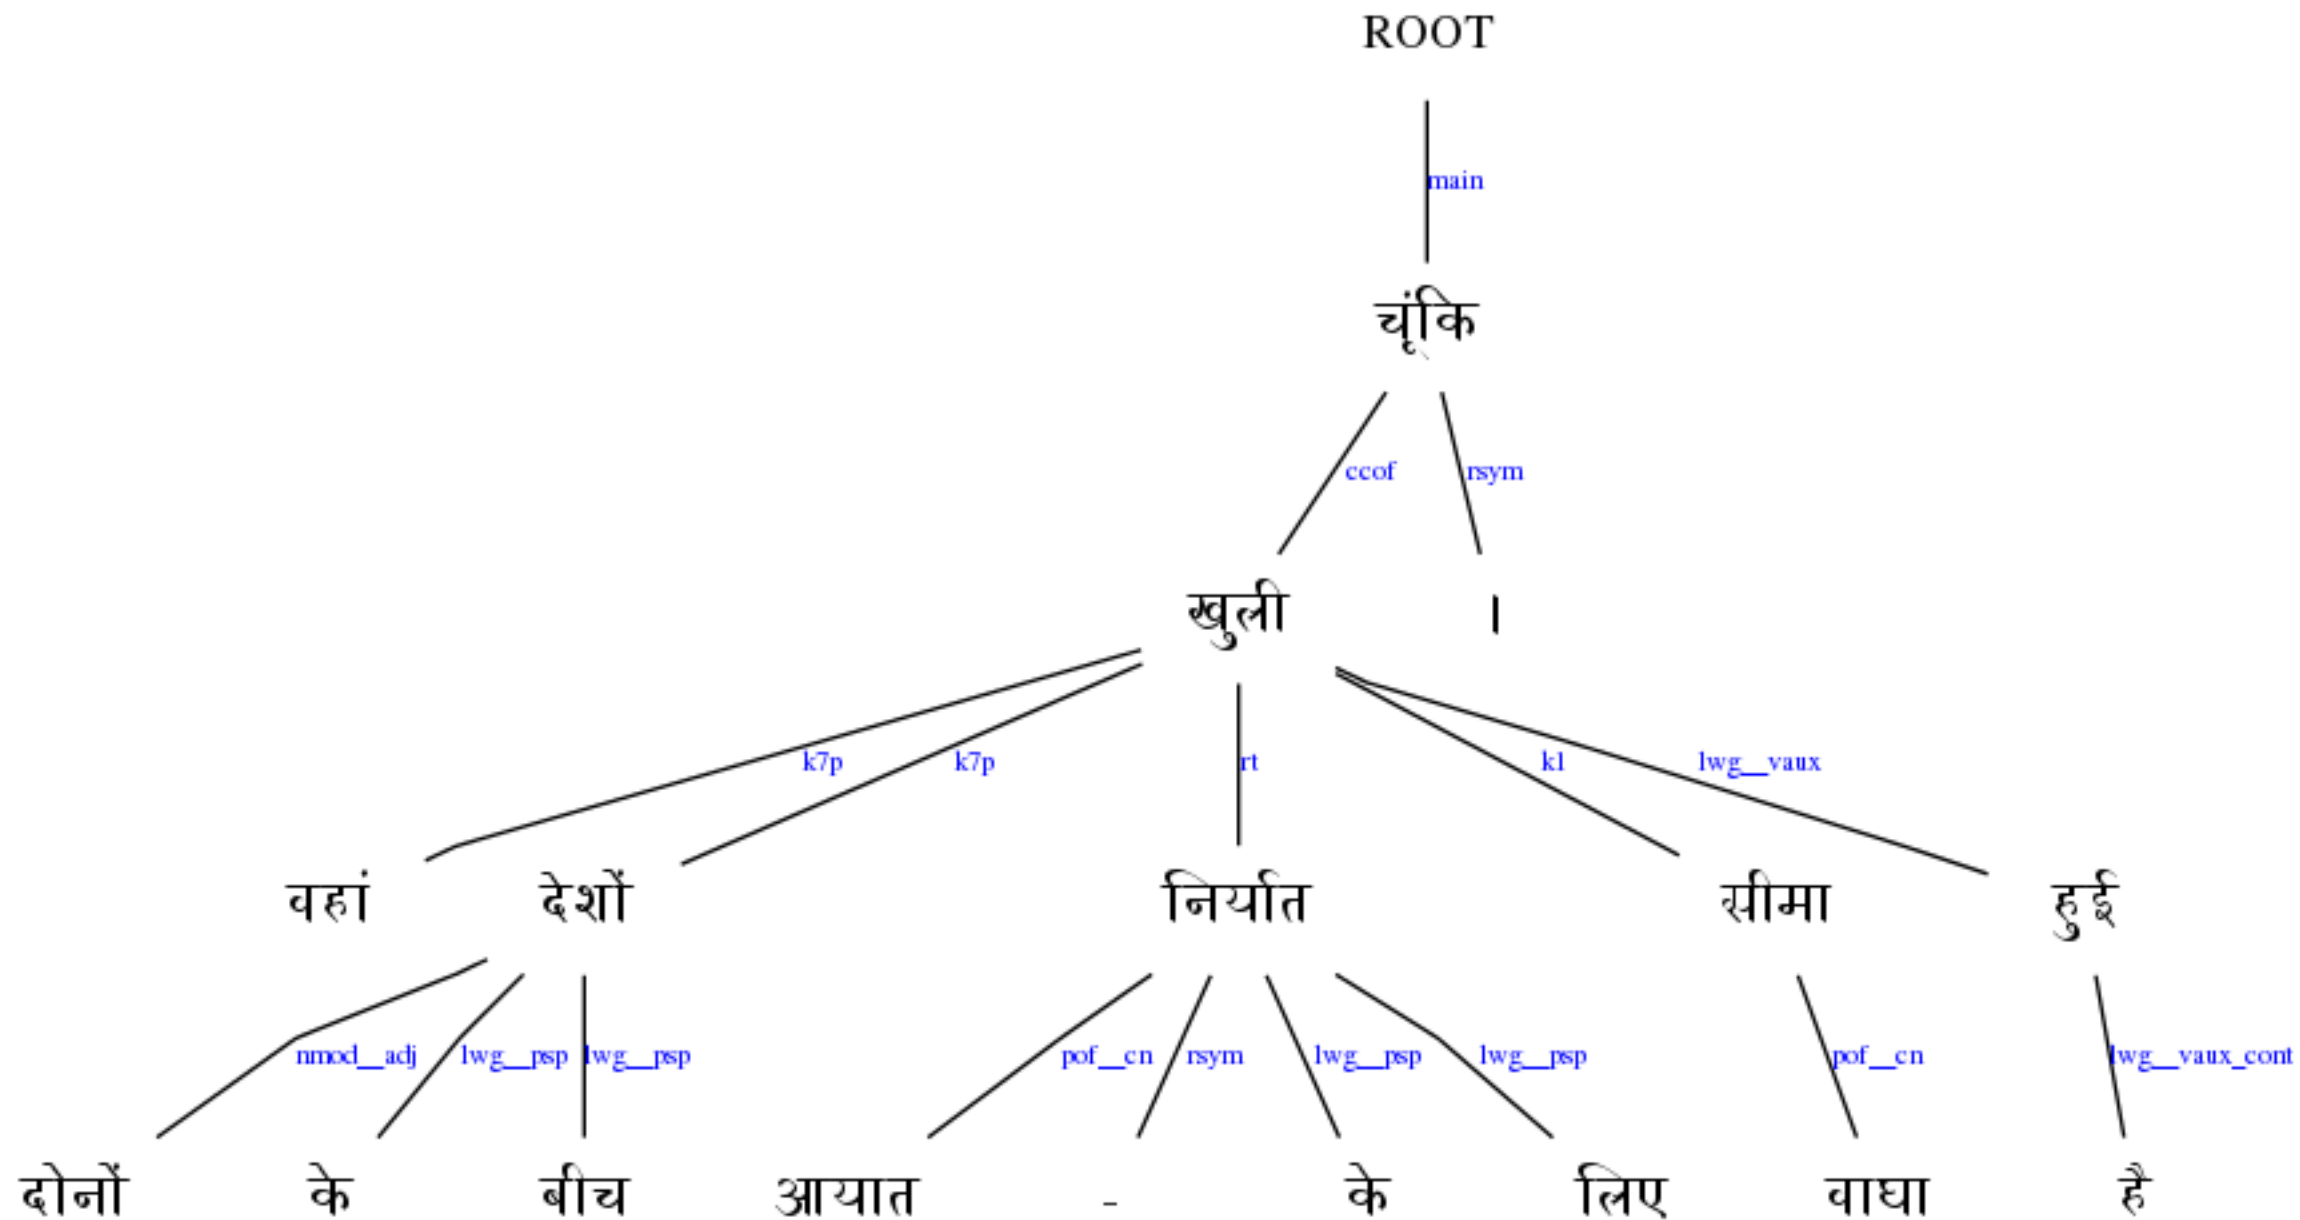 ROOT
main
चूंकि
ccof rsym
खुली ।
k7p k7p rt k1 lwg__vaux
वहां देशों निर्यात सीमा हुई
nmod__adj lwg__psp lwg__psp pof__cn rsym lwg__psp lwg__psp pof__cn lwg__vaux_cont
दोनों के बीच आयात - के लिए वाघा है